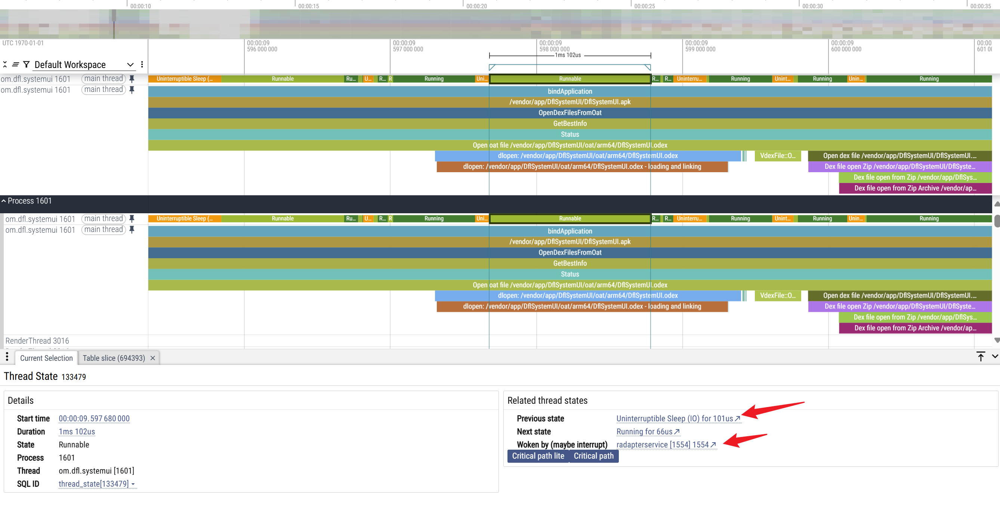 00:00:10 00:00:15 00:00:20 00:00:25 00:00:30 00:00:35
UTC 1970-01-01 00:00:09 00:00:09 00:00:09 00:00:09 00:00:09 00:00
596 000 000 597 000 000 598 000 000 599 000 000 600 000 000
1ms 102us
Default Workspace
om.dfl.systemui 1601 main thread Uninterruptible Sleep (... Runnable Ru... U... R... R Running Uni... Runnable R... R... Uninterru... Running Unint... Running Unin... Running
om.dfl.systemui 1601 main thread bindApplication
/vendor/app/DflSystemUI/DflSystemUI.apk
OpenDexFilesFromOat
GetBestInfo
Status
Open oat file /vendor/app/DflSystemUI/oat/arm64/DflSystemUI.odex
dlopen: /vendor/app/DflSystemUI/oat/arm64/DflSystemUI.odex VdexFile::O... Open dex file /vendor/app/DflSystemUI/DflSystemUI....
dlopen: /vendor/app/DflSystemUI/oat/arm64/DflSystemUI.odex - loading and linking Dex file open Zip /vendor/app/DflSystemUI/DflSyste...
Dex file open from Zip /vendor/app/DflSys...
Dex file open from Zip Archive /vendor/ap...
Process 1601
om.dfl.systemui 1601 main thread Uninterruptible Sleep (... Runnable Ru... U... R... R Running Uni... Runnable R... R... Uninterru... Running Unint... Running Unin... Running
om.dfl.systemui 1601 main thread bindApplication
/vendor/app/DflSystemUI/DflSystemUI.apk
OpenDexFilesFromOat
GetBestInfo
Status
Open oat file /vendor/app/DflSystemUI/oat/arm64/DflSystemUI.odex
dlopen: /vendor/app/DflSystemUI/oat/arm64/DflSystemUI.odex VdexFile::O... Open dex file /vendor/app/DflSystemUI/DflSystemUI....
dlopen: /vendor/app/DflSystemUI/oat/arm64/DflSystemUI.odex - loading and linking Dex file open Zip /vendor/app/DflSystemUI/DflSyste...
Dex file open from Zip /vendor/app/DflSys...
Dex file open from Zip Archive /vendor/ap...
RenderThread 3016
Current Selection Table slice (694393)
Thread State 133479
Details
Start time 00:00:09.597 680 000
Duration 1ms 102us
State Runnable
Process 1601
Thread om.dfl.systemui [1601]
SQL ID thread_state[133479]
Related thread states
Previous state Uninterruptible Sleep (IO) for 101us
Next state Running for 66us
Woken by (maybe interrupt) radapterservice [1554] 1554
Critical path lite Critical path